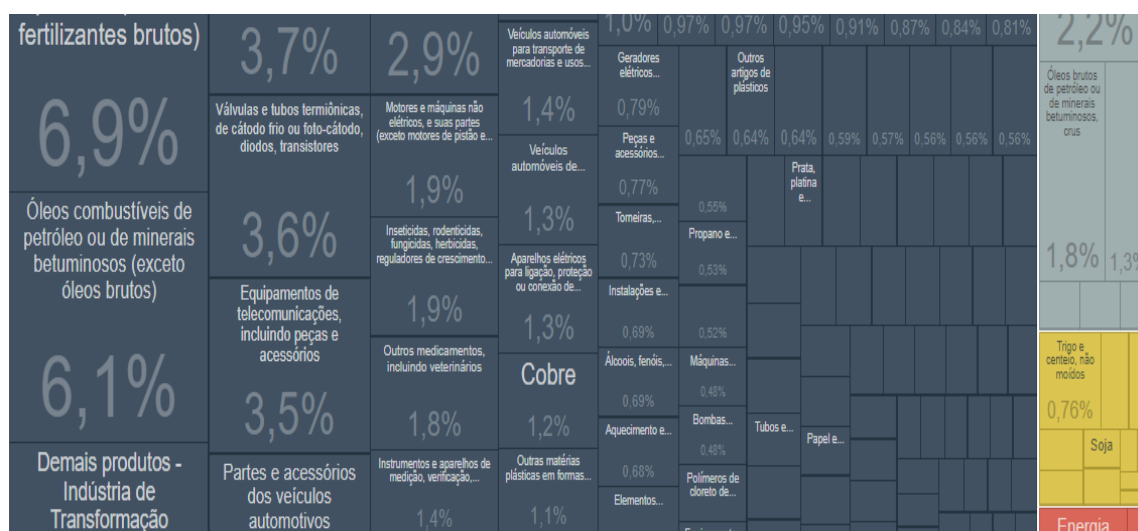 fertilizantes brutos)
6,9%
Óleos combustíveis de
petróleo ou de minerais
betuminosos (exceto
óleos brutos)
6,1%
Demais produtos -
Indústria de
Transformação
3,7%
Válvulas e tubos termiônicas,
de cátodo frio ou foto-cátodo,
diodos, transistores
3,6%
Equipamentos de
telecomunicações,
incluindo peças e
acessórios
3,5%
Partes e acessórios
dos veículos
automotivos
2,9%
Motores e máquinas não
elétricos, e suas partes
(exceto motores de pistão e...
1,9%
Inseticidas, rodenticidas,
fungicidas, herbicidas,
reguladores de crescimento...
1,9%
Outros medicamentos,
incluindo veterinários
1,8%
Instrumentos e aparelhos de
medição, verificação,...
1,4%
Veículos automóveis
para transporte de
mercadorias e usos...
1,4%
Veículos
automóveis de...
1,3%
Aparelhos elétricos
para ligação, proteção
ou conexão de...
1,3%
Cobre
1,2%
Outras matérias
plásticas em formas...
1,1%
1,0% 0,97% 0,97% 0,95% 0,91% 0,87% 0,84% 0,81%
Geradores
elétricos...
0,79%
Peças e
acessórios...
0,77%
Torneiras,...
0,73%
Instalações e...
0,69%
Álcoois, fenóis,...
0,69%
Aquecimento e...
0,68%
Elementos...
Outros
artigos de
plásticos
0,65% 0,64% 0,64% 0,59% 0,57% 0,56% 0,56% 0,56%
0,55%
Propano e...
0,53%
0,52%
Máquinas...
0,48%
Bombas...
0,48%
Polímeros de
cloreto de...
Prata,
platina
e...
Tubos e...
Papel e...
2,2%
Óleos brutos
de petróleo ou
de minerais
betuminosos,
crus
1,8%
Trigo e
centeio, não
moídos
0,76%
Soja
Energia